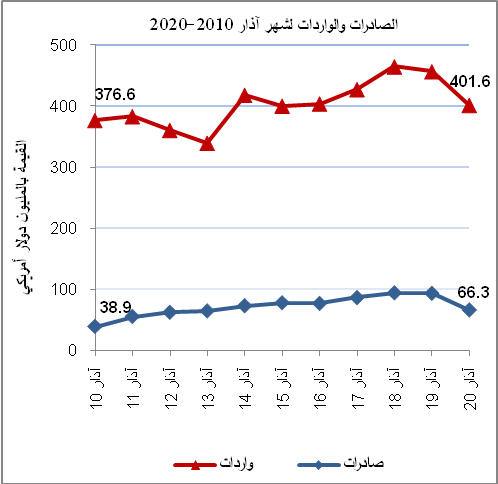 الصادرات والواردات لشهر آذار 2010-2020
القيمة بالمليون دولار أمريكي
500
400
300
200
100
0
376.6
401.6
38.9
66.3
آذار 10
آذار 11
آذار 12
آذار 13
آذار 14
آذار 15
آذار 16
آذار 17
آذار 18
آذار 19
آذار 20
واردات
صادرات